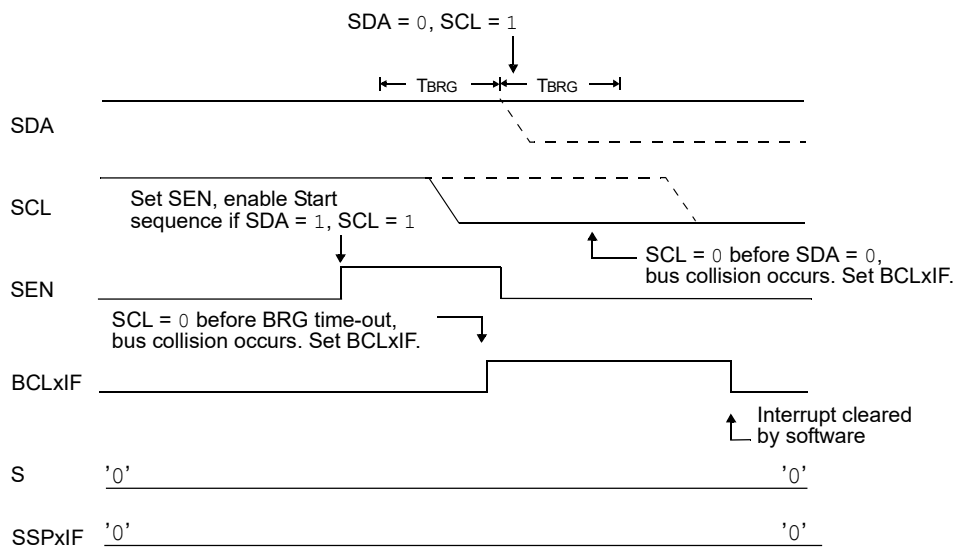 SDA = 0, SCL = 1
TBRG TBRG
SDA
SCL
Set SEN, enable Start
sequence if SDA = 1, SCL = 1
SCL = 0 before SDA = 0,
bus collision occurs. Set BCLxIF.
SEN
SCL = 0 before BRG time-out,
bus collision occurs. Set BCLxIF.
BCLxIF
Interrupt cleared
by software
S
'0' '0'
SSPxIF
'0' '0'